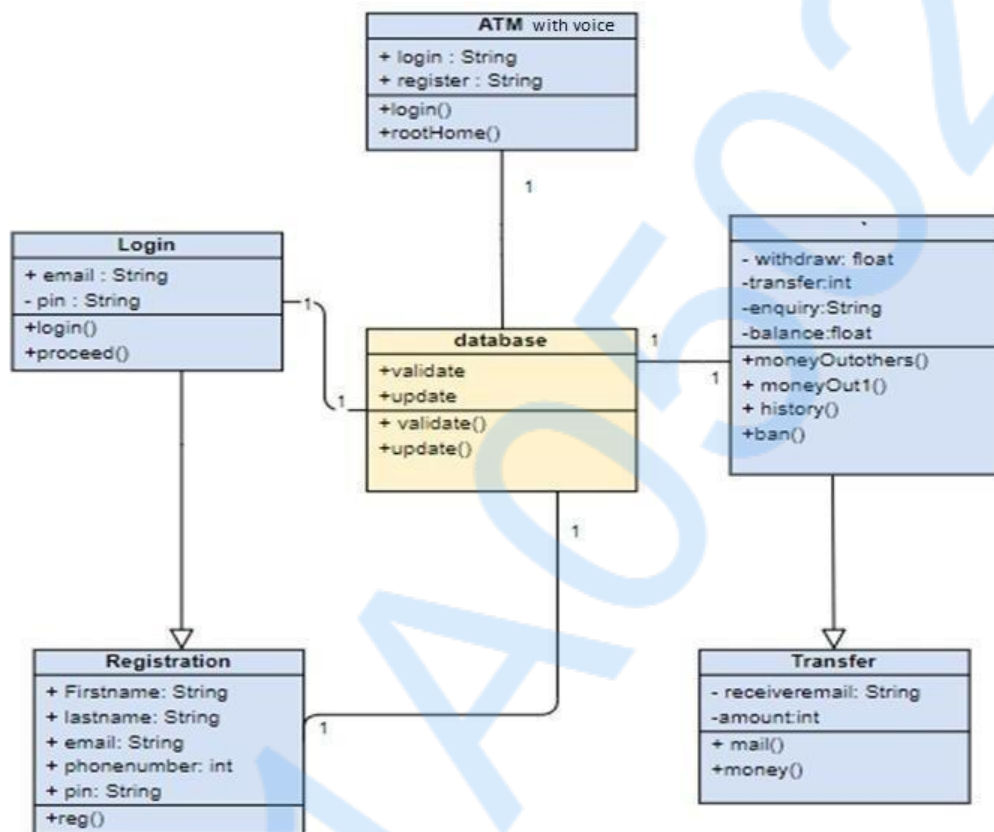 ATM with voice
+ login : String
+ register : String
+login()
+rootHome()
1
Login
+ email : String
- pin : String
+login()
+proceed()
1
1
database
+validate
+update
+ validate()
+update()
1
1
1
- withdraw: float
-transfer:int
-enquiry:String
-balance:float
+moneyOutothers()
+ moneyOut1()
+ history()
+ban()
Registration
+ Firstname: String
+ lastname: String
+ email: String
+ phonenumber: int
+ pin: String
+reg()
1
Transfer
- receiveremail: String
-amount:int
+ mail()
+money()